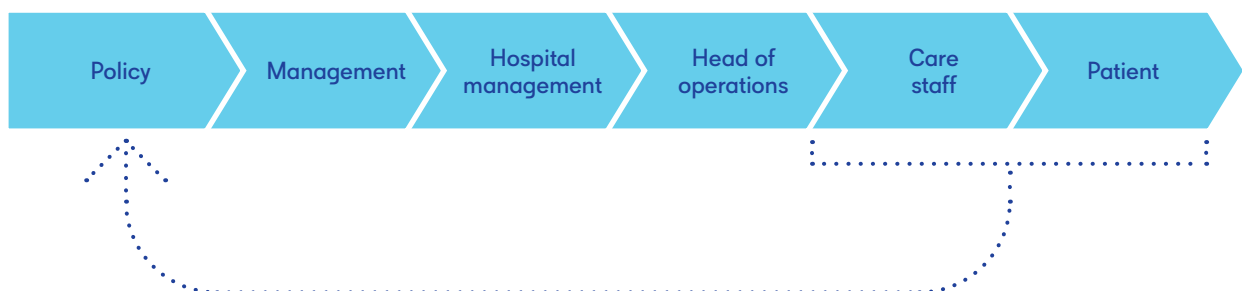 Policy
Management
Hospital
management
Head of
operations
Care
staff
Patient